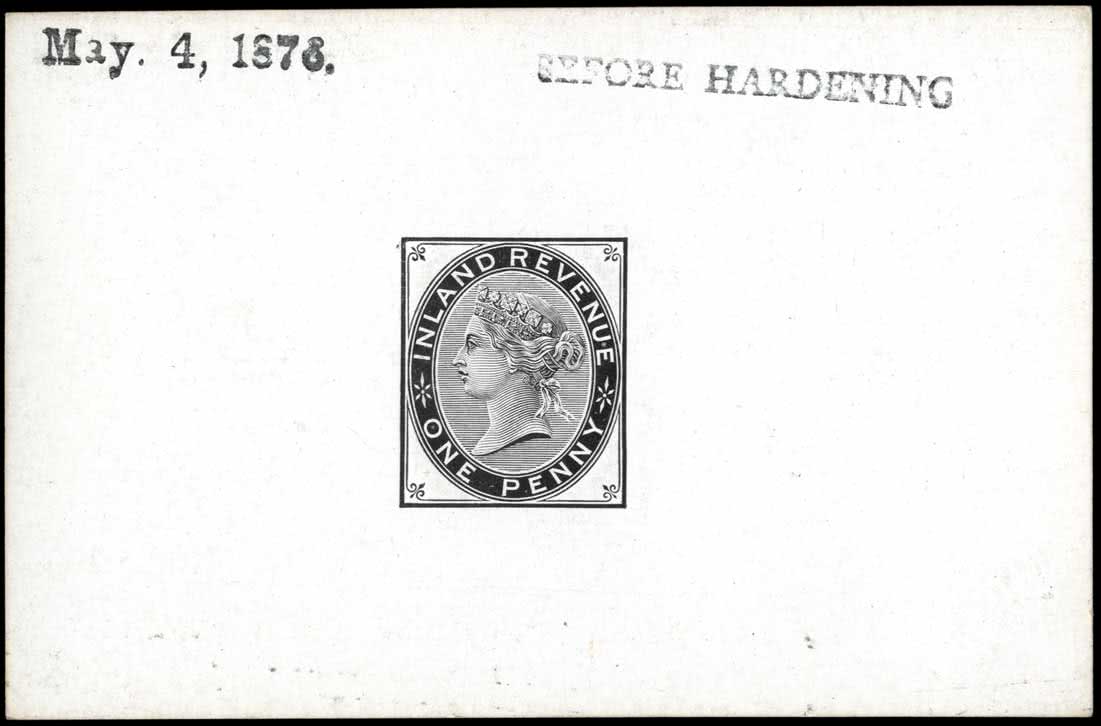 May. 4, 1878.
BEFORE HARDENING
INLAND REVENUE
ONE PENNY